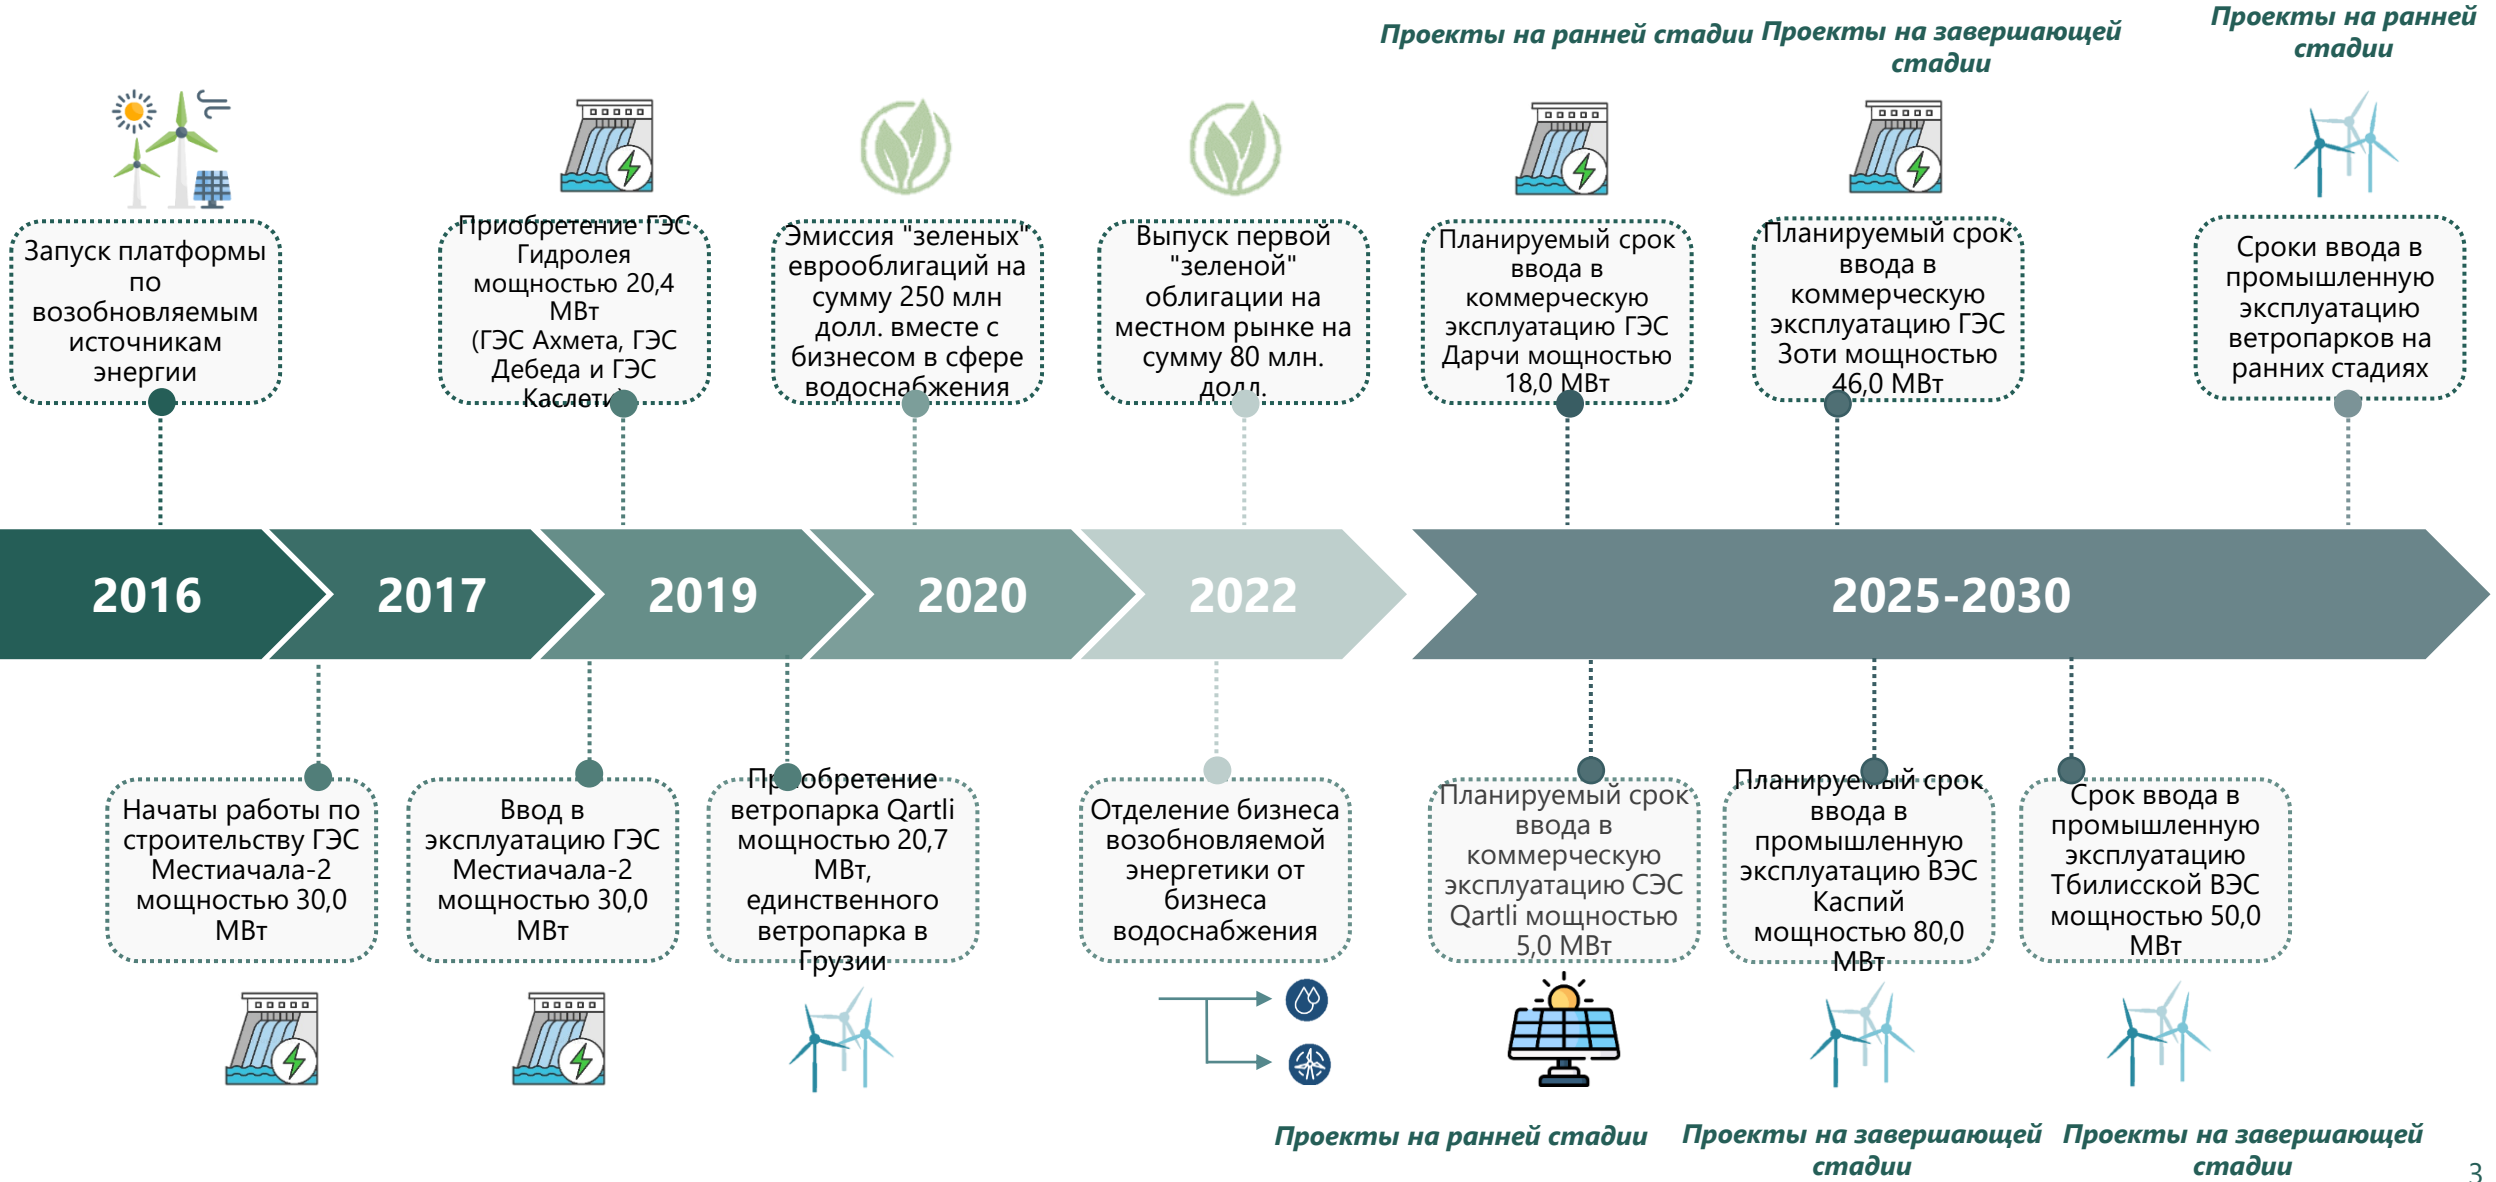 Проекты на ранней стадии
Проекты на завершающей
стадии
Проекты на ранней
стадии
Запуск платформы
по
возобновляемым
источникам
энергии
Приобретение ГЭС
Гидролея
мощностью 20,4
МВт
(ГЭС Ахмета, ГЭС
Дебеда и ГЭС
Каслети)
Эмиссия "зеленых"
еврооблигаций на
сумму 250 млн
долл. вместе с
бизнесом в сфере
водоснабжения
Выпуск первой
"зеленой"
облигации на
местном рынке на
сумму 80 млн.
долл.
Планируемый срок
ввода в
коммерческую
эксплуатацию ГЭС
Дарчи мощностью
18,0 МВт
Планируемый срок
ввода в
коммерческую
эксплуатацию ГЭС
Зоти мощностью
46,0 МВт
Сроки ввода в
промышленную
эксплуатацию
ветропарков на
ранних стадиях
2016
2017
2019
2020
2022
2025-2030
Начаты работы по
строительству ГЭС
Местиачала-2
мощностью 30,0
МВт
Ввод в
эксплуатацию ГЭС
Местиачала-2
мощностью 30,0
МВт
Приобретение
ветропарка Qartli
мощностью 20,7
МВт,
единственного
ветропарка в
Грузии
Отделение бизнеса
возобновляемой
энергетики от
бизнеса
водоснабжения
Планируемый срок
ввода в
коммерческую
эксплуатацию СЭС
Qartli мощностью
5,0 МВт
Планируемый срок
ввода в
промышленную
эксплуатацию ВЭС
Каспий
мощностью 80,0
МВт
Срок ввода в
промышленную
эксплуатацию
Тбилисской ВЭС
мощностью 50,0
МВт
Проекты на ранней стадии
Проекты на завершающей
стадии
Проекты на завершающей
стадии
3